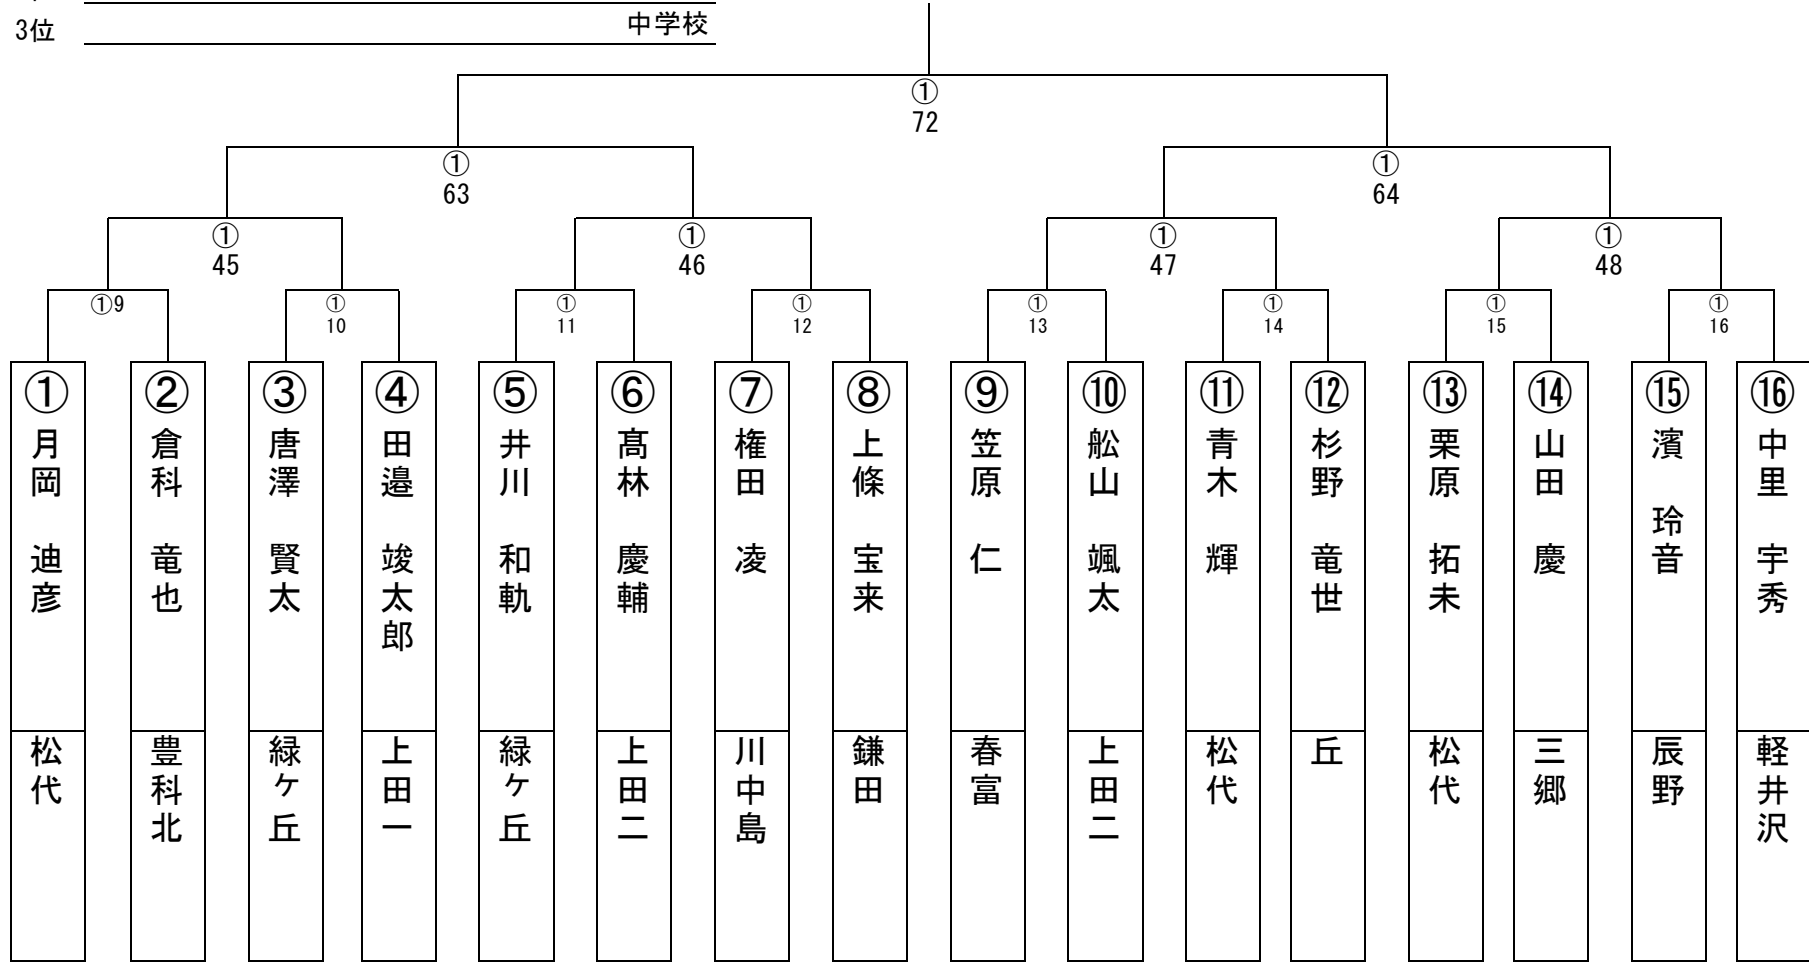 3位 中学校
①
72
① ①
63 64
① ① ① ①
45 46 47 48
①9 ① ① ① ① ① ① ①
10 11 12 13 14 15 16
① 月岡 迪彦 松代
② 倉科 竜也 豊科北
③ 唐澤 賢太 緑ケ丘
④ 田邉 竣太郎 上田一
⑤ 井川 和軌 緑ケ丘
⑥ 髙林 慶輔 上田二
⑦ 権田 凌 川中島
⑧ 上條 宝来 鎌田
⑨ 笠原 仁 春富
⑩ 舩山 颯太 上田二
⑪ 青木 輝 松代
⑫ 杉野 竜世 丘
⑬ 栗原 拓未 松代
⑭ 山田 慶 三郷
⑮ 濱 玲音 辰野
⑯ 中里 宇秀 軽井沢